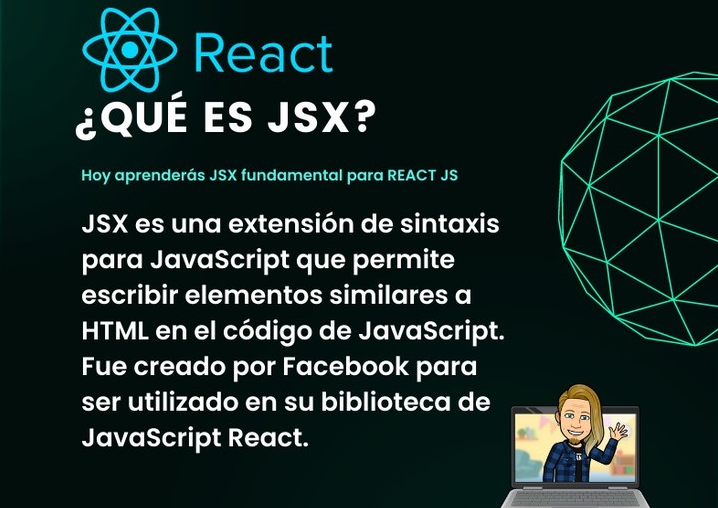 React
¿QUÉ ES JSX?
Hoy aprenderás JSX fundamental para REACT JS
JSX es una extensión de sintaxis
para JavaScript que permite
escribir elementos similares a
HTML en el código de JavaScript.
Fue creado por Facebook para
ser utilizado en su biblioteca de
JavaScript React.